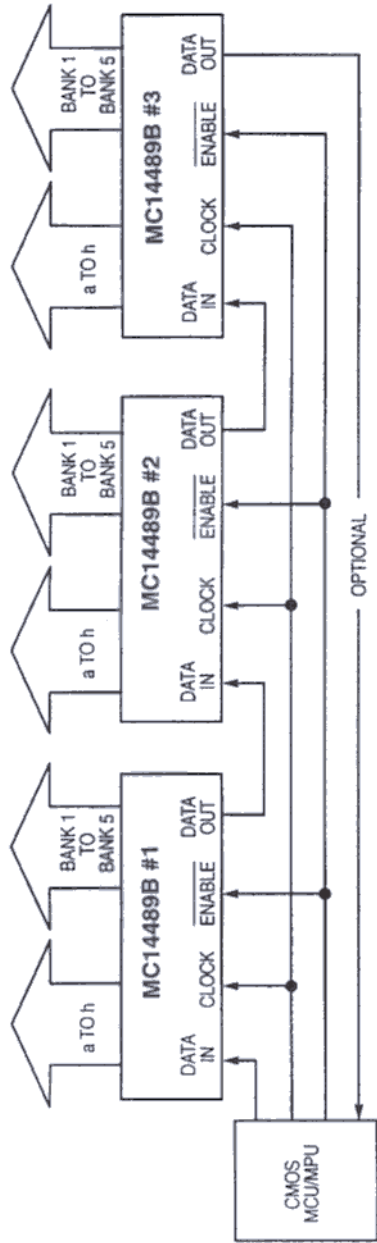 a TO h
BANK 1
TO
BANK 5
MC14489B #1
DATA
IN
CLOCK
ENABLE
DATA
OUT
a TO h
BANK 1
TO
BANK 5
MC14489B #2
DATA
IN
CLOCK
ENABLE
DATA
OUT
a TO h
BANK 1
TO
BANK 5
MC14489B #3
DATA
IN
CLOCK
ENABLE
DATA
OUT
CMOS
MCU/MPU
OPTIONAL